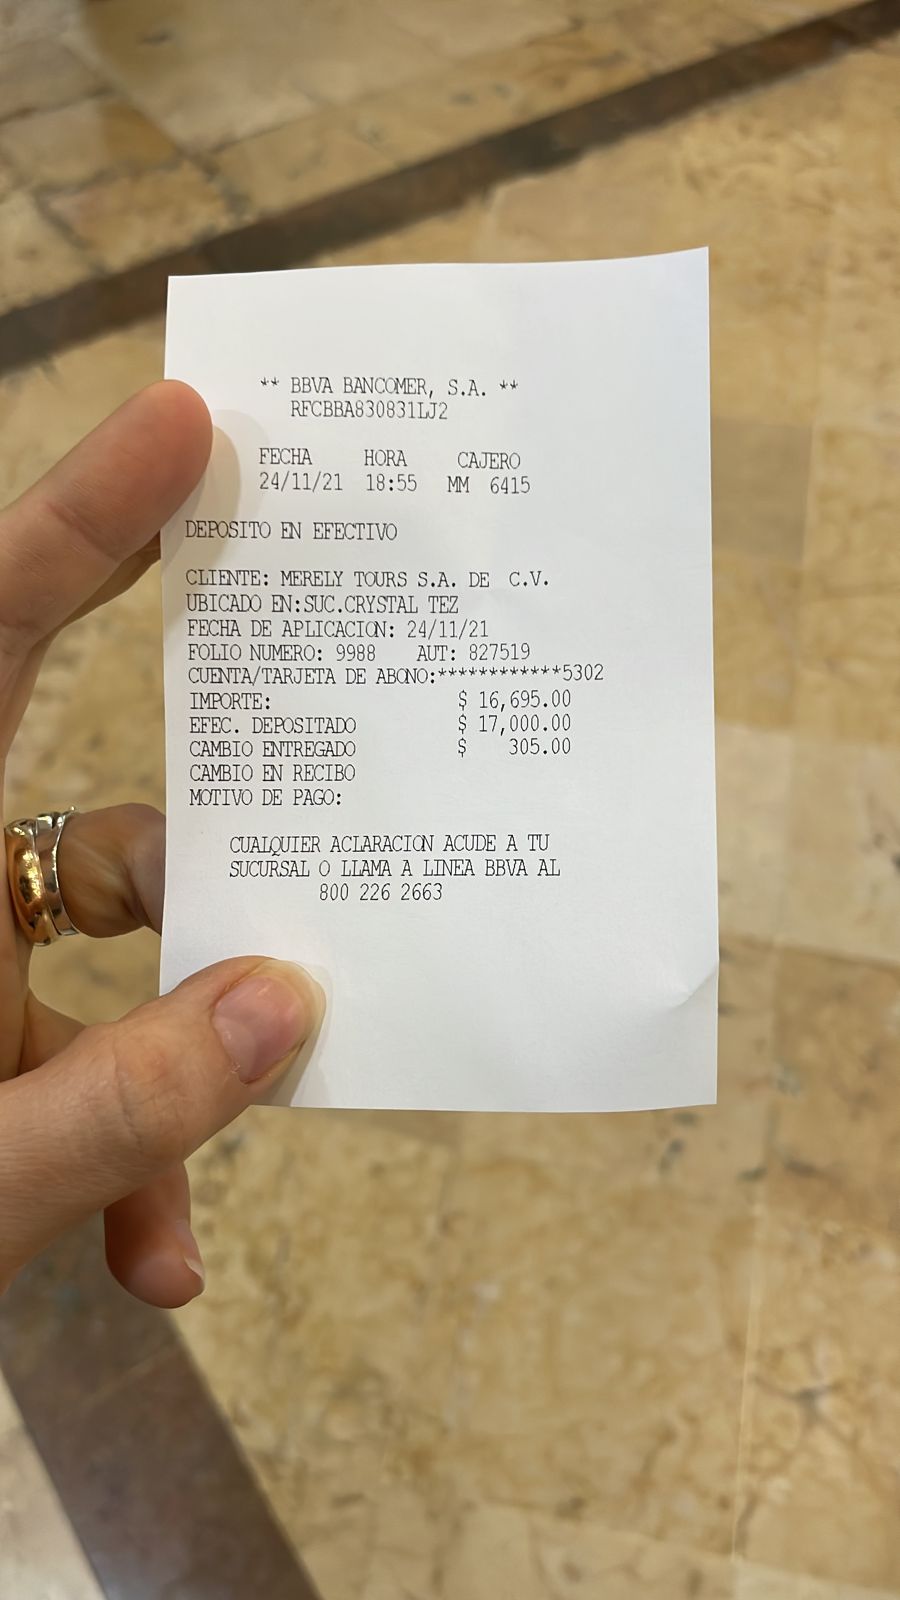 ** BBVA BANCOMER, S.A. **
RFCBBA830831LJ2
FECHA HORA CAJERO
24/11/21 18:55 MM 6415
DEPOSITO EN EFECTIVO
CLIENTE: MERELY TOURS S.A. DE C.V.
UBICADO EN:SUC.CRYSTAL TEZ
FECHA DE APLICACION: 24/11/21
FOLIO NUMERO: 9988 AUT: 827519
CUENTA/TARJETA DE ABONO:************5302
IMPORTE: $ 16,695.00
EFEC. DEPOSITADO $ 17,000.00
CAMBIO ENTREGADO $ 305.00
CAMBIO EN RECIBO
MOTIVO DE PAGO:
CUALQUIER ACLARACION ACUDE A TU
SUCURSAL O LLAMA A LINEA BBVA AL
800 226 2663